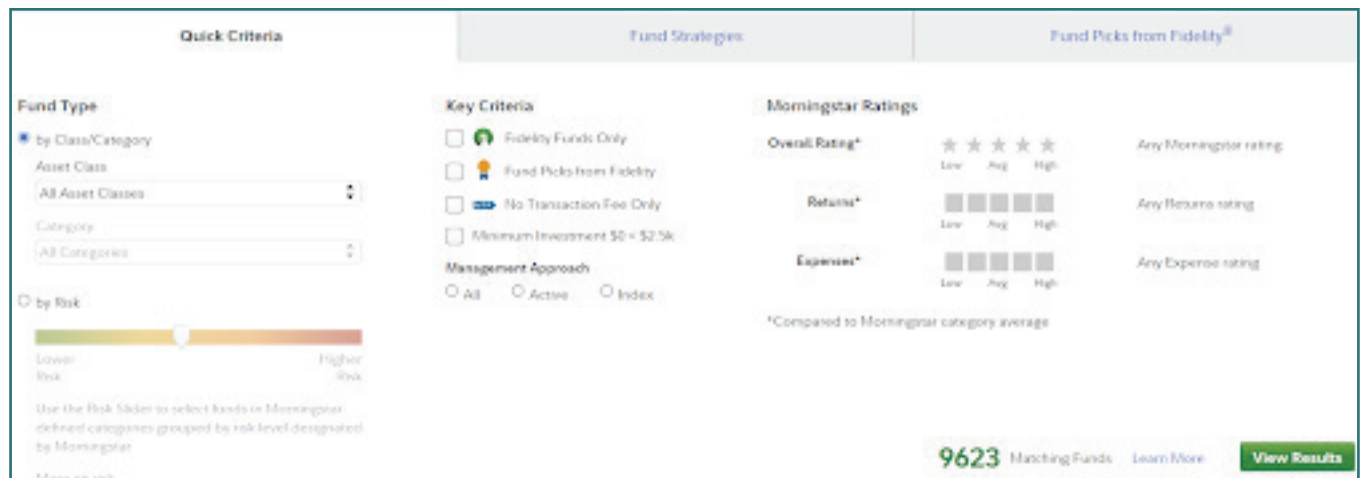 Quick Criteria
Fund Strategies
Fund Picks from Fidelity®
Fund Type
by Class/Category
Asset Class
All Asset Classes
Category
All Categories
by Risk
Lower Risk
Higher Risk
Use the Risk Slider to select funds in Morningstar
defined categories grouped by risk level designated
by Morningstar
More on risk
Key Criteria
Fidelity Funds Only
Fund Picks from Fidelity
No Transaction Fee Only
Minimum Investment $0 < $2.5k
Management Approach
All Active Index
Morningstar Ratings
Overall Rating* Any Morningstar rating
Low Avg High
Returns* Any Returns rating
Low Avg High
Expenses* Any Expense rating
Low Avg High
*Compared to Morningstar category average
9623 Matching Funds Learn More View Results